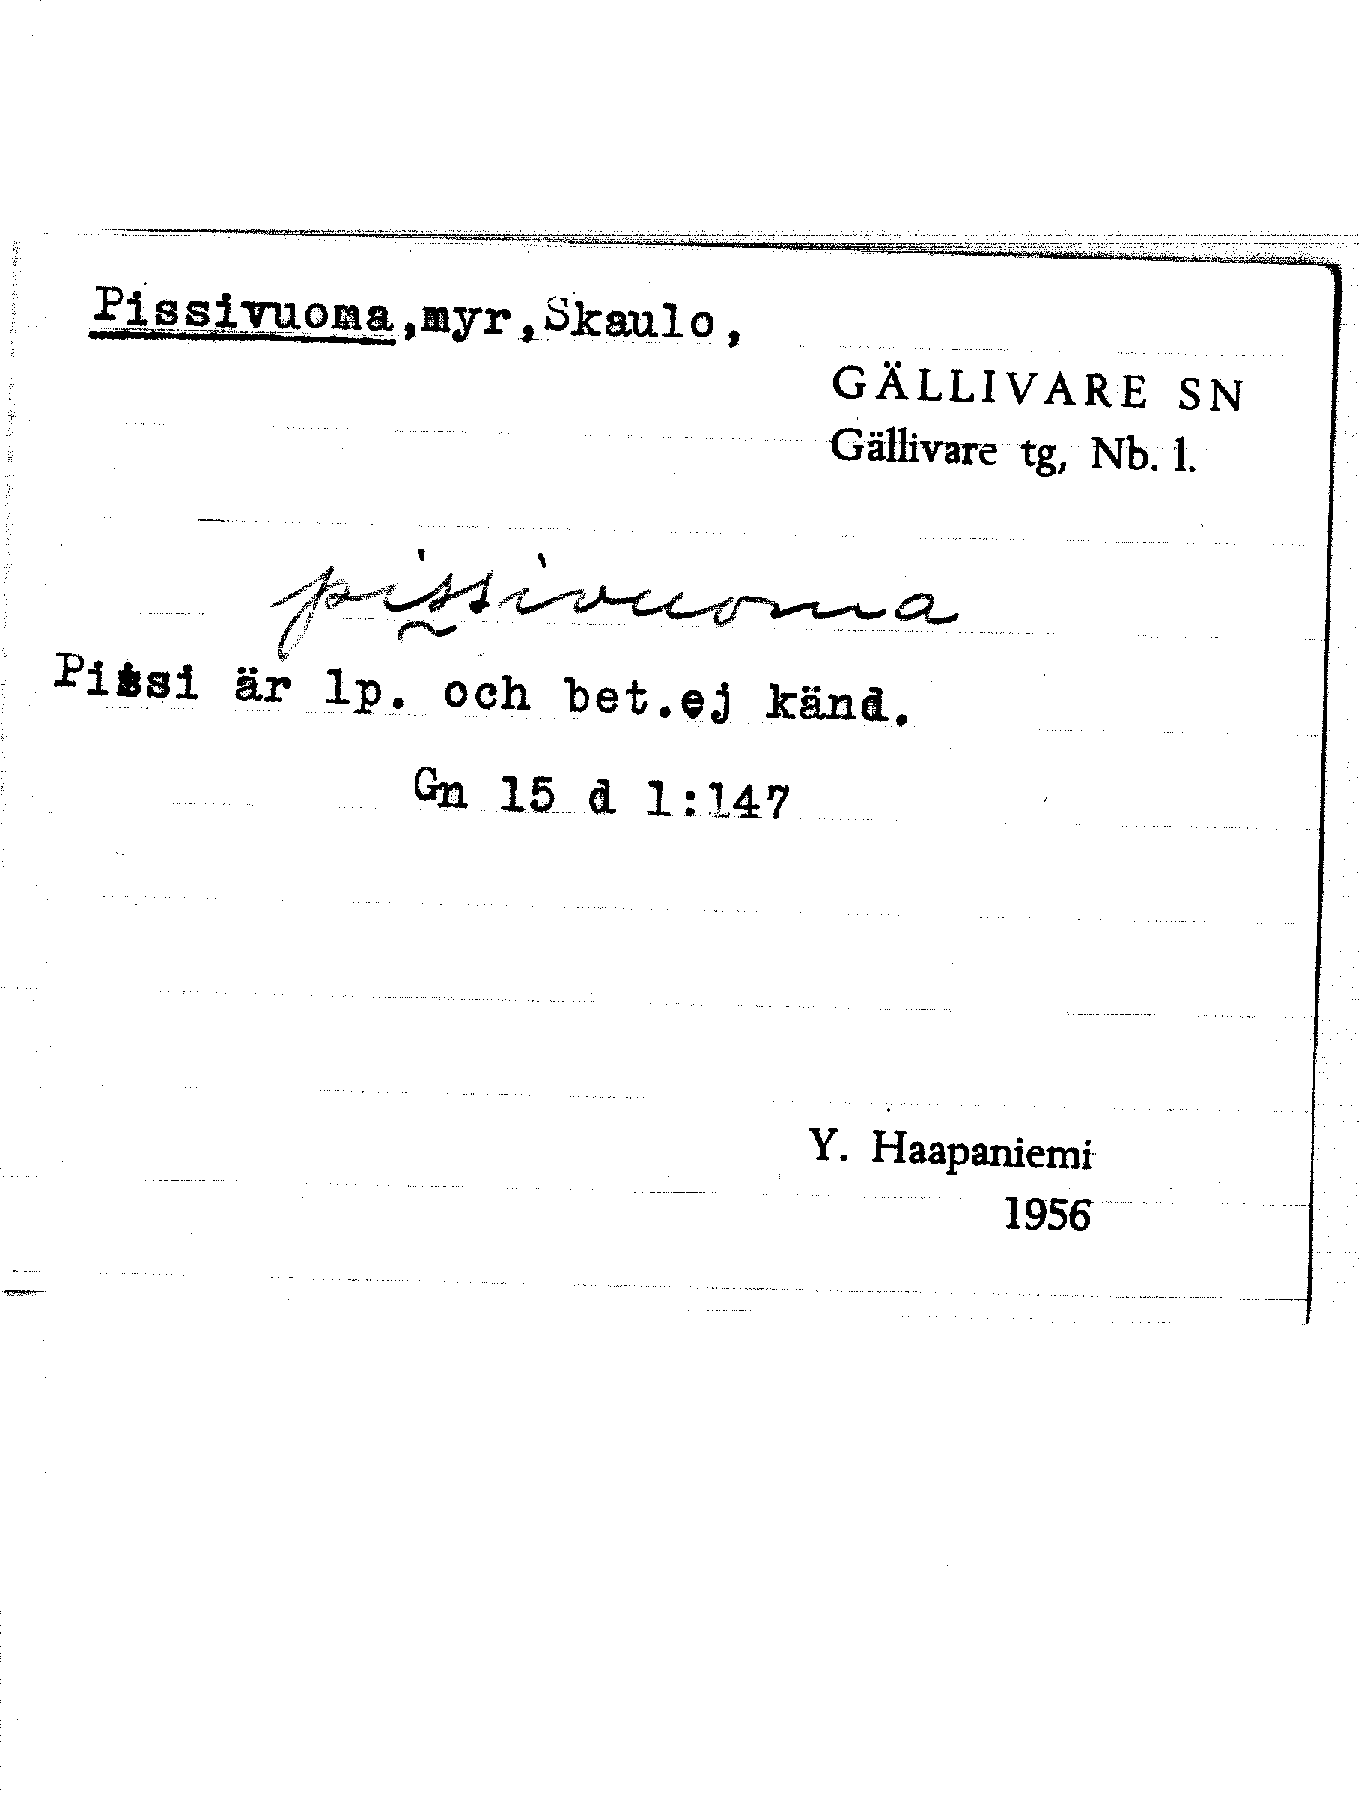 Pissivuoma,myr,Skaulo,
GÄLLIVARE SN
Gällivare tg, Nb. l.
pissivuoma
Pissi är lp. och bet.ej känd.
Gn 15 d 1:147
Y. Haapaniemi
1956